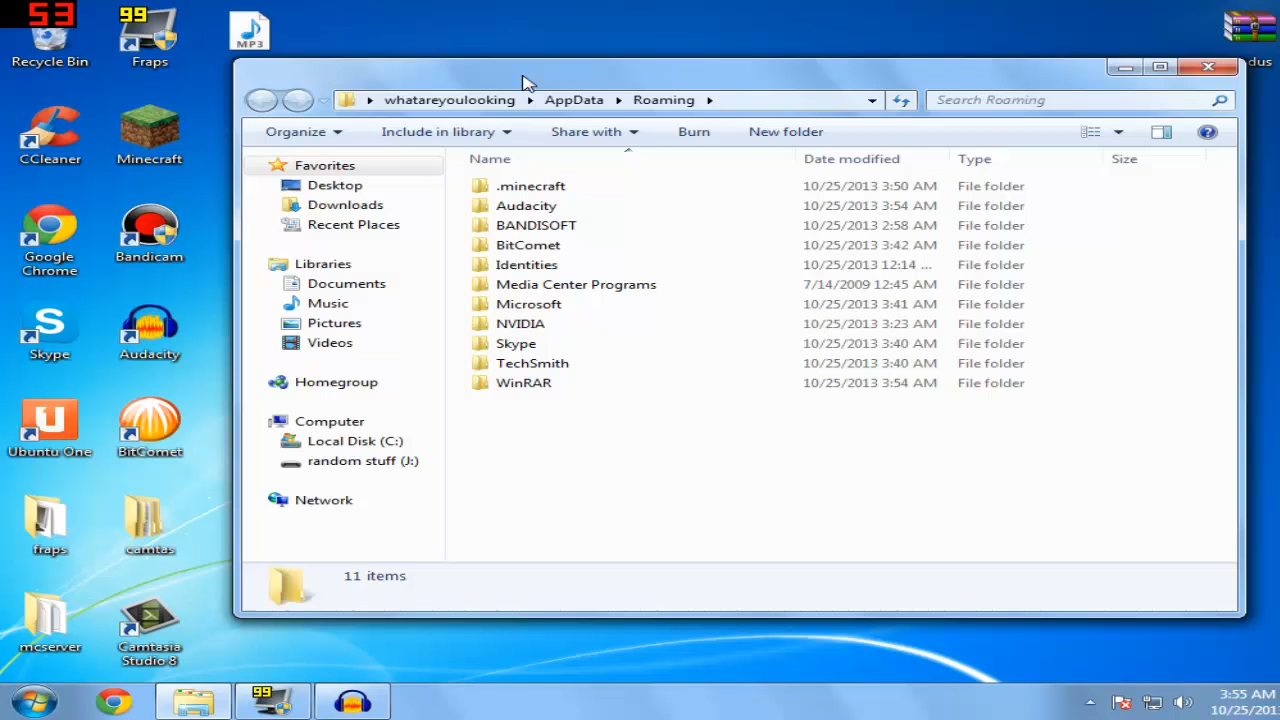 53
99
MP3
Recycle Bin
Fraps
dus
whatareyoulooking AppData Roaming
Search Roaming
Organize Include in library Share with Burn New folder
Name Date modified Type Size
Favorites
Desktop
Downloads
Recent Places
Libraries
Documents
Music
Pictures
Videos
Homegroup
Computer
Local Disk (C:)
random stuff (J:)
Network
.minecraft 10/25/2013 3:50 AM File folder
Audacity 10/25/2013 3:54 AM File folder
BANDISOFT 10/25/2013 2:58 AM File folder
BitComet 10/25/2013 3:42 AM File folder
Identities 10/25/2013 12:14 ... File folder
Media Center Programs 7/14/2009 12:45 AM File folder
Microsoft 10/25/2013 3:41 AM File folder
NVIDIA 10/25/2013 3:23 AM File folder
Skype 10/25/2013 3:40 AM File folder
TechSmith 10/25/2013 3:40 AM File folder
WinRAR 10/25/2013 3:54 AM File folder
11 items
CCleaner
Minecraft
Google
Chrome
Bandicam
Skype
Audacity
Ubuntu One
BitComet
fraps
camtas
mcserver
Camtasia
Studio 8
99
3:55 AM
10/25/201